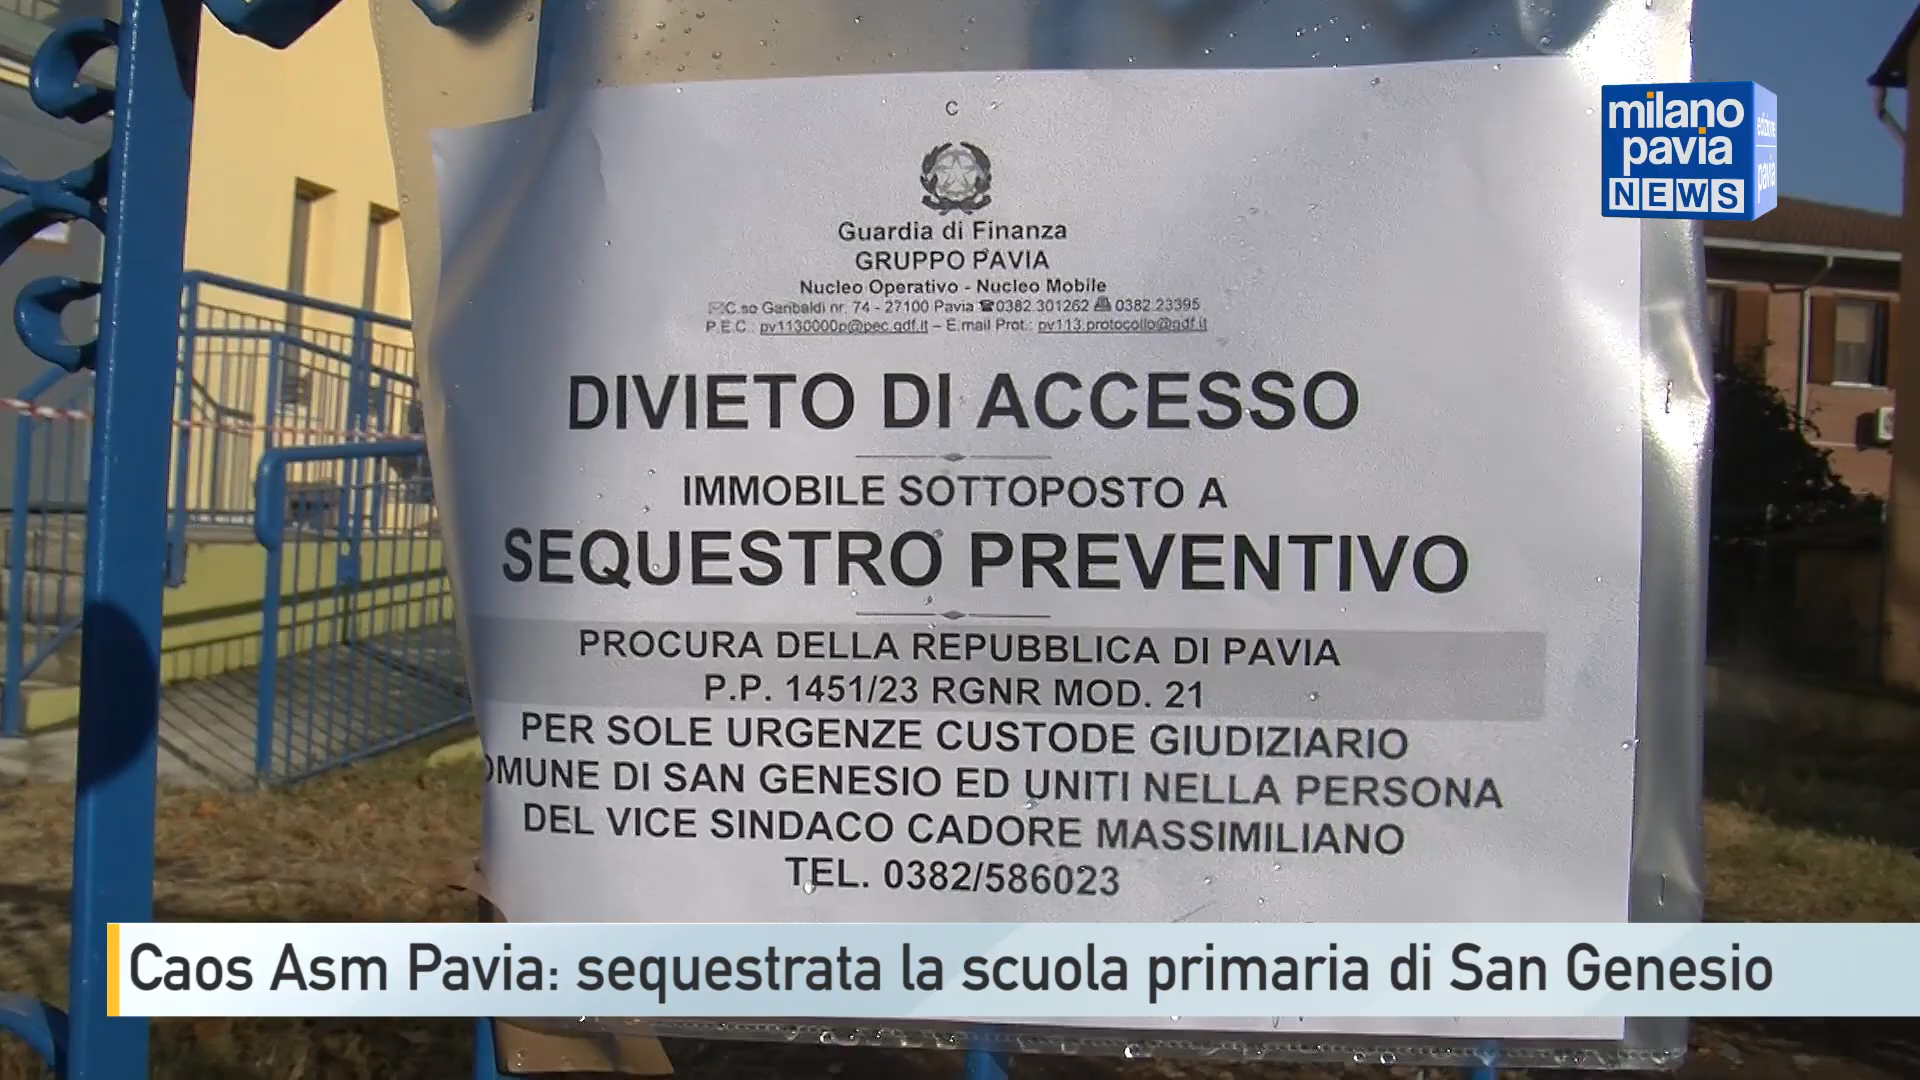 C
milano
pavia
NEWS
edizione
pavia
Guardia di Finanza
GRUPPO PAVIA
Nucleo Operativo - Nucleo Mobile
C.so Garibaldi nr. 74 - 27100 Pavia 0382.301262 0382.23395
P.E.C.: pv1130000p@pec.gdf.it – E.mail Prot.: pv113.protocollo@gdf.it
DIVIETO DI ACCESSO
IMMOBILE SOTTOPOSTO A
SEQUESTRO PREVENTIVO
PROCURA DELLA REPUBBLICA DI PAVIA
P.P. 1451/23 RGNR MOD. 21
PER SOLE URGENZE CUSTODE GIUDIZIARIO
OMUNE DI SAN GENESIO ED UNITI NELLA PERSONA
DEL VICE SINDACO CADORE MASSIMILIANO
TEL. 0382/586023
Caos Asm Pavia: sequestrata la scuola primaria di San Genesio